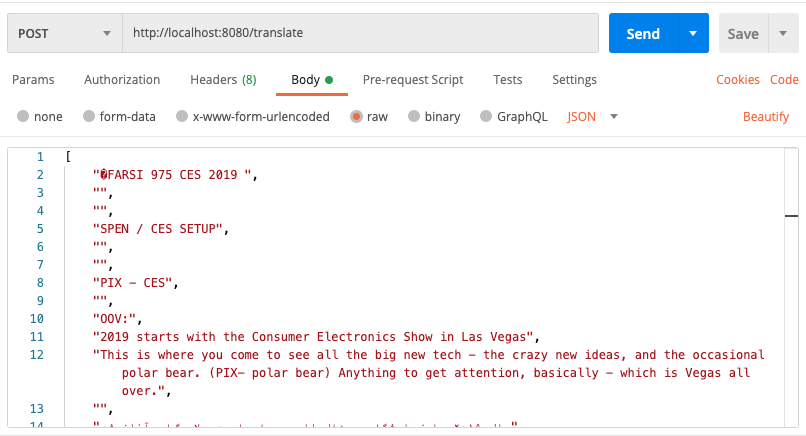 POST http://localhost:8080/translate Send Save
Params Authorization Headers (8) Body Pre-request Script Tests Settings Cookies Code
none form-data x-www-form-urlencoded raw binary GraphQL JSON Beautify
1 [
2 "�FARSI 975 CES 2019 ",
3 "",
4 "",
5 "SPEN / CES SETUP",
6 "",
7 "",
8 "PIX – CES",
9 "",
10 "OOV:",
11 "2019 starts with the Consumer Electronics Show in Las Vegas",
12 "This is where you come to see all the big new tech – the crazy new ideas, and the occasional
polar bear. (PIX– polar bear) Anything to get attention, basically – which is Vegas all
over.",
13 "",
14